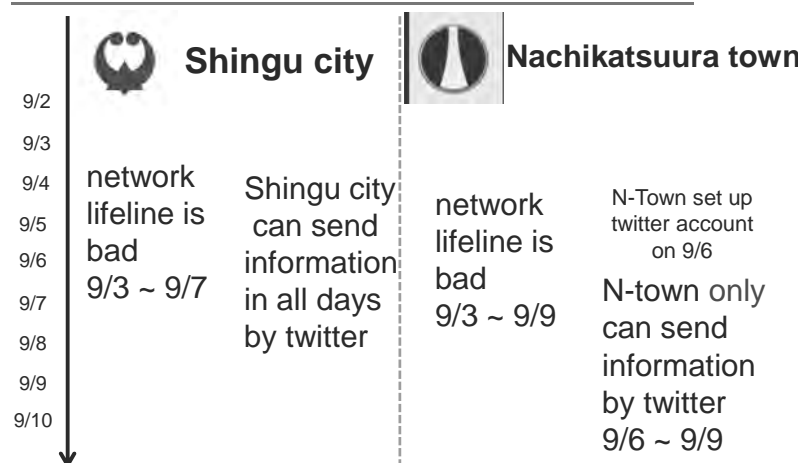 Shingu city
Nachikatsuura town
9/2
9/3
9/4
9/5
9/6
9/7
9/8
9/9
9/10
network
lifeline is
bad
9/3 ~ 9/7
Shingu city
can send
information
in all days
by twitter
network
lifeline is
bad
9/3 ~ 9/9
N-Town set up
twitter account
on 9/6
N-town only
can send
information
by twitter
9/6 ~ 9/9